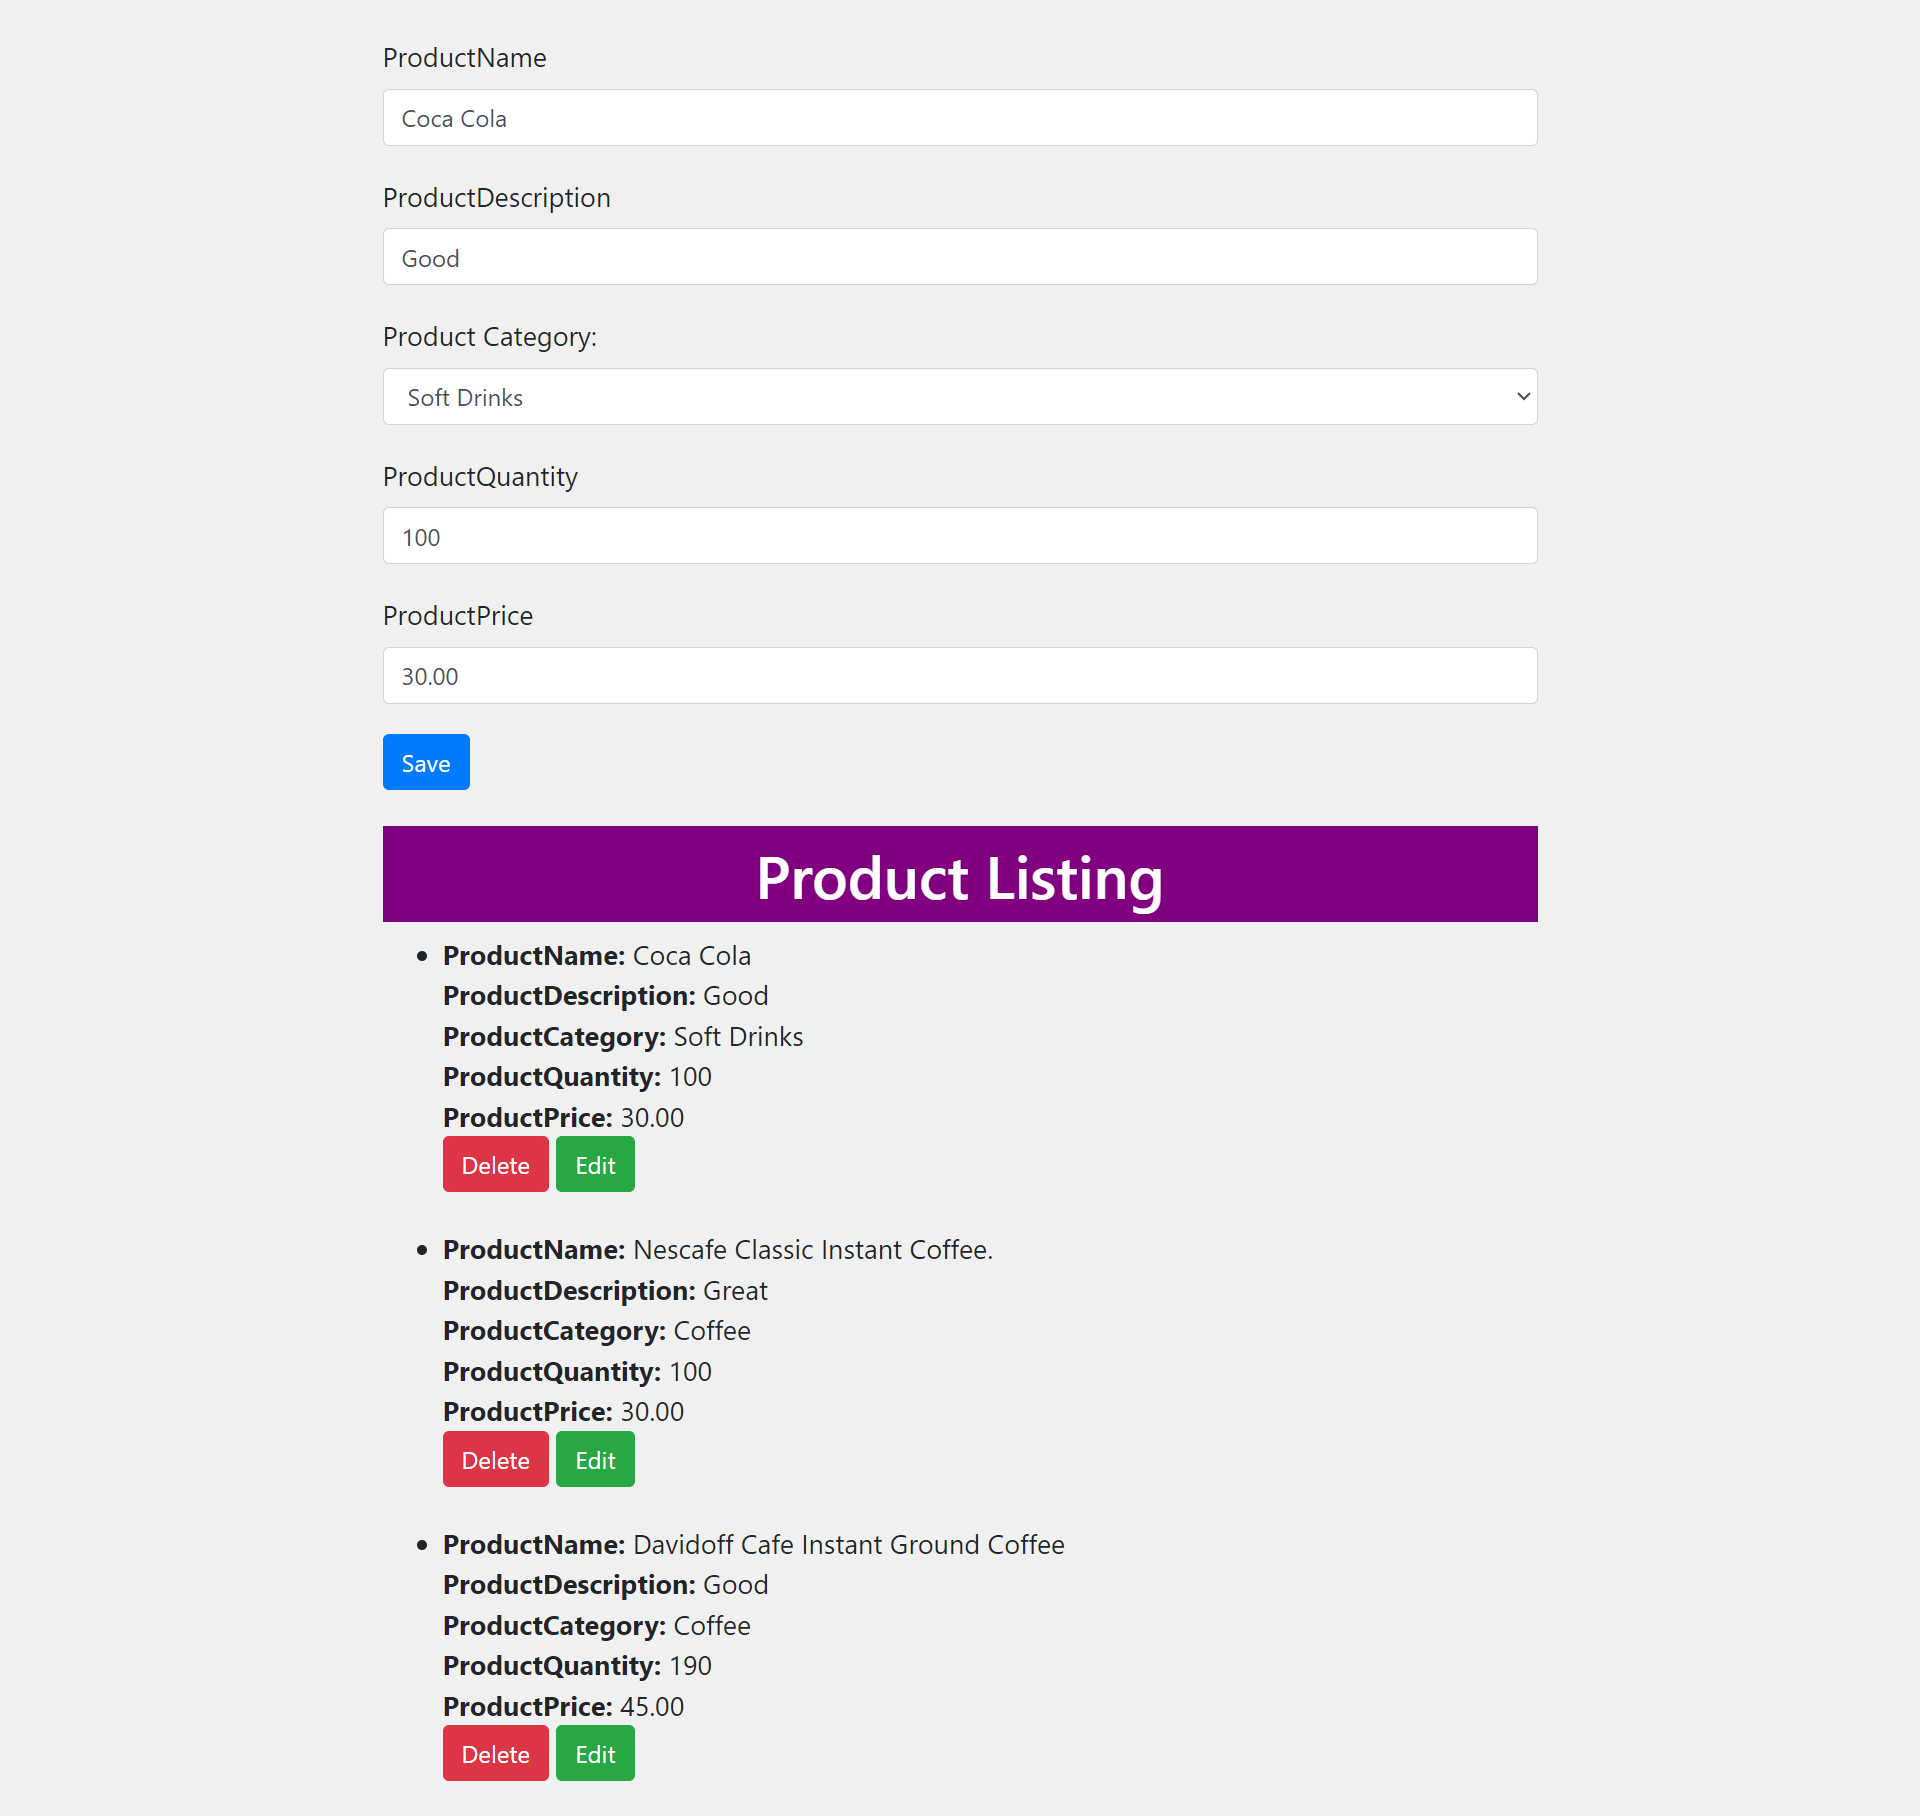 ProductName
Coca Cola
ProductDescription
Good
Product Category:
Soft Drinks
ProductQuantity
100
ProductPrice
30.00
Save
Product Listing
ProductName: Coca Cola
ProductDescription: Good
ProductCategory: Soft Drinks
ProductQuantity: 100
ProductPrice: 30.00
Delete Edit
ProductName: Nescafe Classic Instant Coffee.
ProductDescription: Great
ProductCategory: Coffee
ProductQuantity: 100
ProductPrice: 30.00
Delete Edit
ProductName: Davidoff Cafe Instant Ground Coffee
ProductDescription: Good
ProductCategory: Coffee
ProductQuantity: 190
ProductPrice: 45.00
Delete Edit